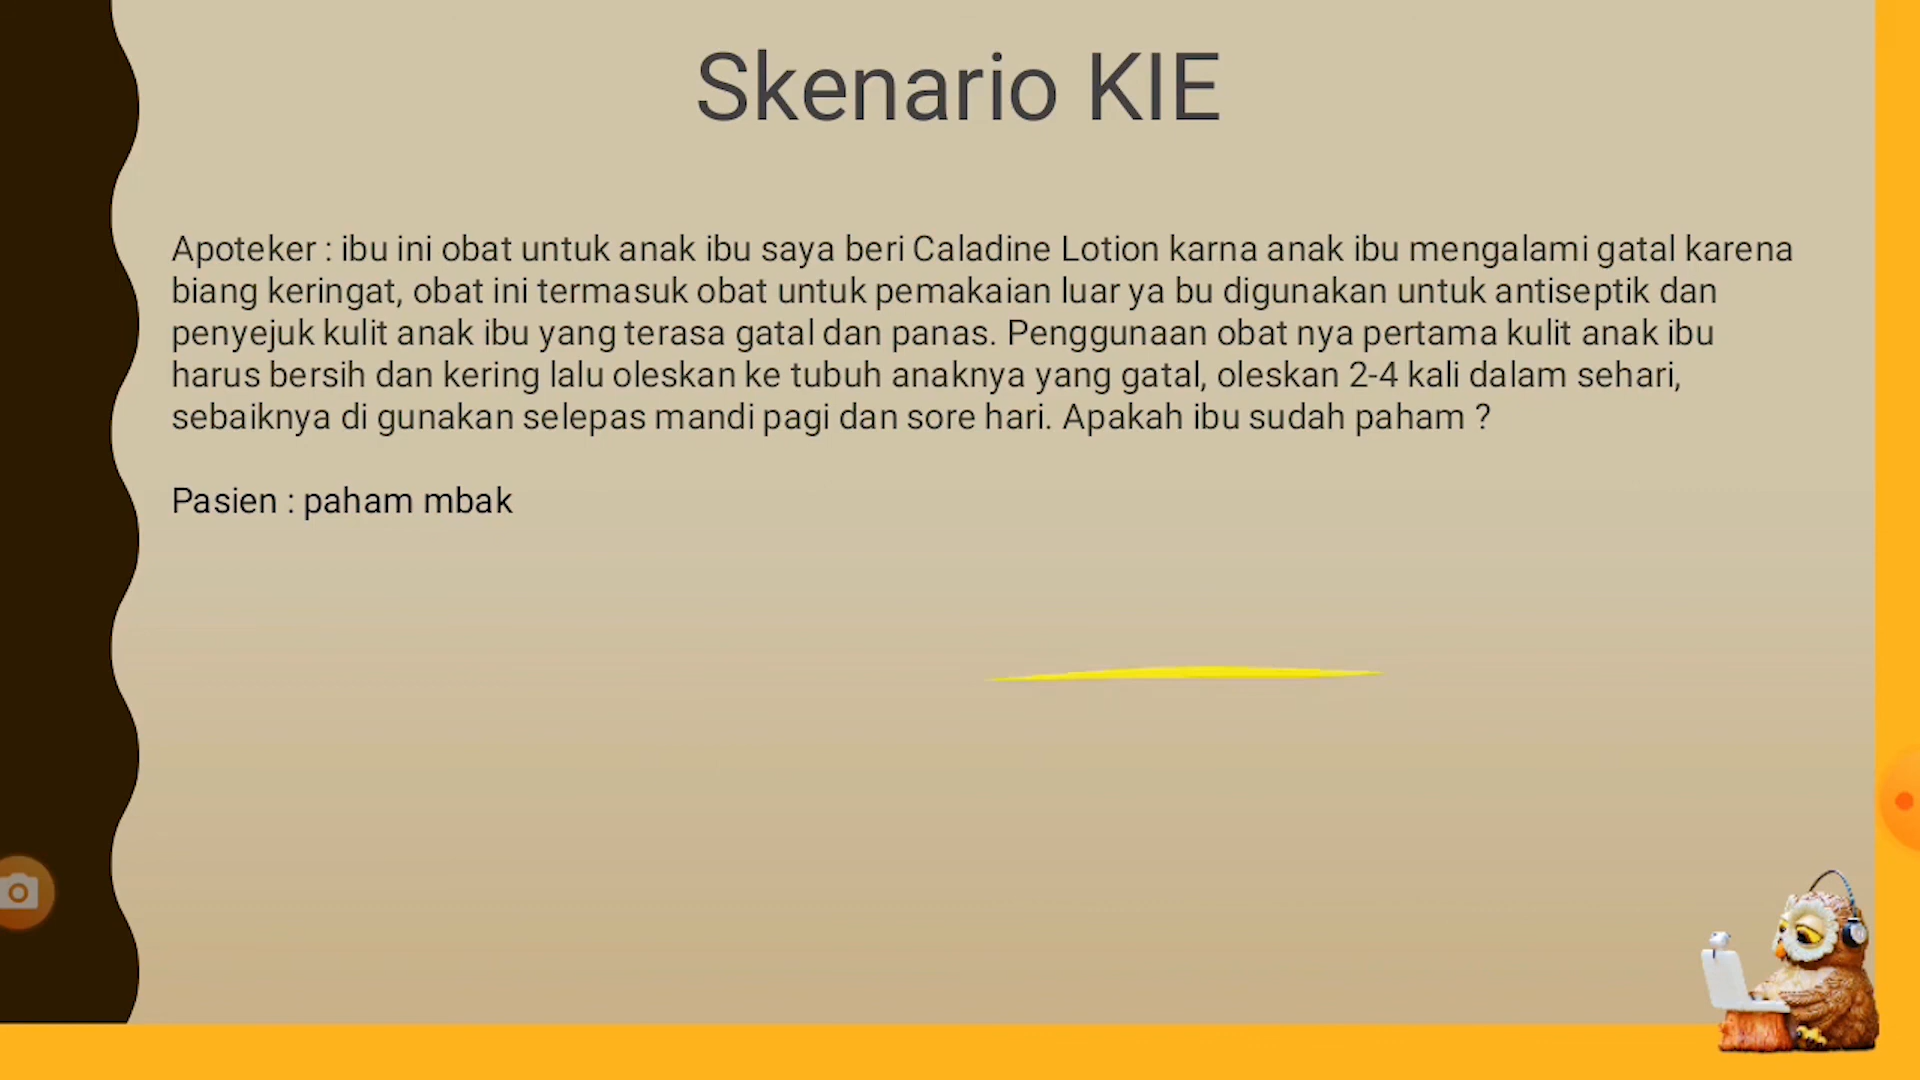 Skenario KIE
Apoteker : ibu ini obat untuk anak ibu saya beri Caladine Lotion karna anak ibu mengalami gatal karena
biang keringat, obat ini termasuk obat untuk pemakaian luar ya bu digunakan untuk antiseptik dan
penyejuk kulit anak ibu yang terasa gatal dan panas. Penggunaan obat nya pertama kulit anak ibu
harus bersih dan kering lalu oleskan ke tubuh anaknya yang gatal, oleskan 2-4 kali dalam sehari,
sebaiknya di gunakan selepas mandi pagi dan sore hari. Apakah ibu sudah paham ?
Pasien : paham mbak